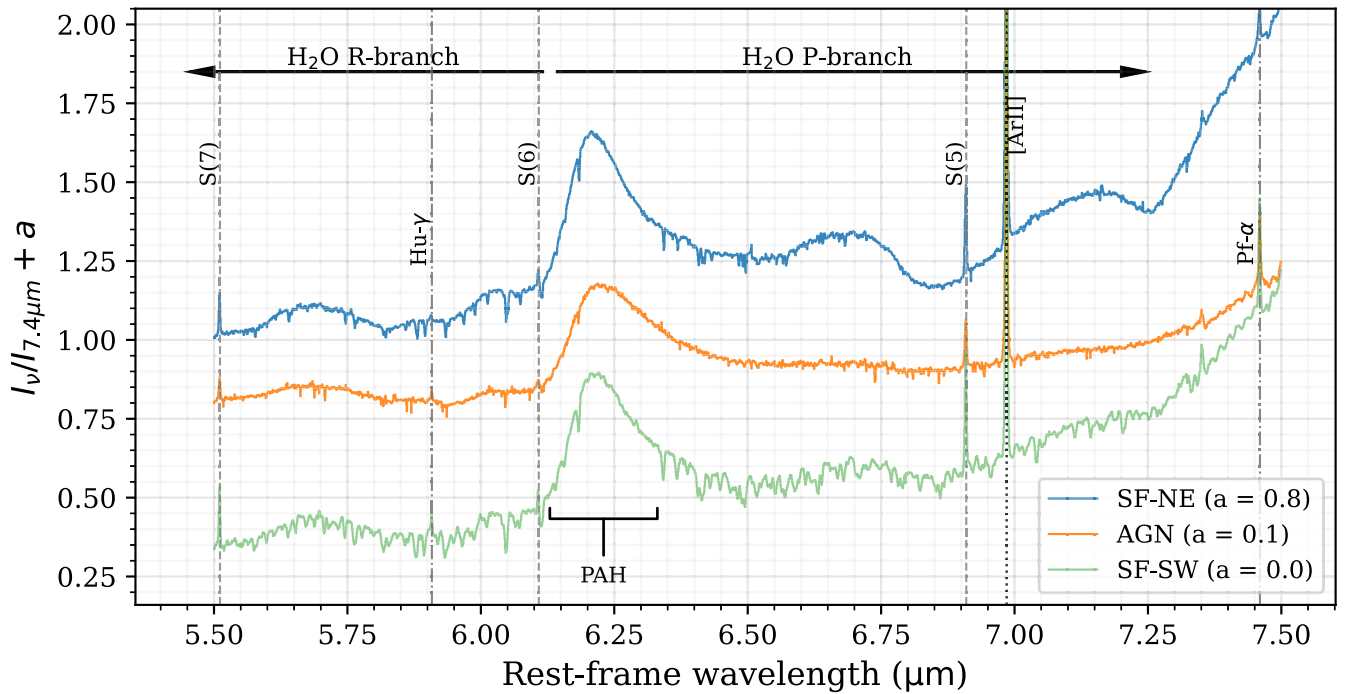 2.00
1.75
1.50
1.25
1.00
0.75
0.50
0.25
I_ν/I_{7.4μm} + a
H₂O R-branch
H₂O P-branch
S(7)
Hu-γ
S(6)
S(5)
[ArII]
Pf-α
PAH
SF-NE (a = 0.8)
AGN (a = 0.1)
SF-SW (a = 0.0)
5.50 5.75 6.00 6.25 6.50 6.75 7.00 7.25 7.50
Rest-frame wavelength (μm)